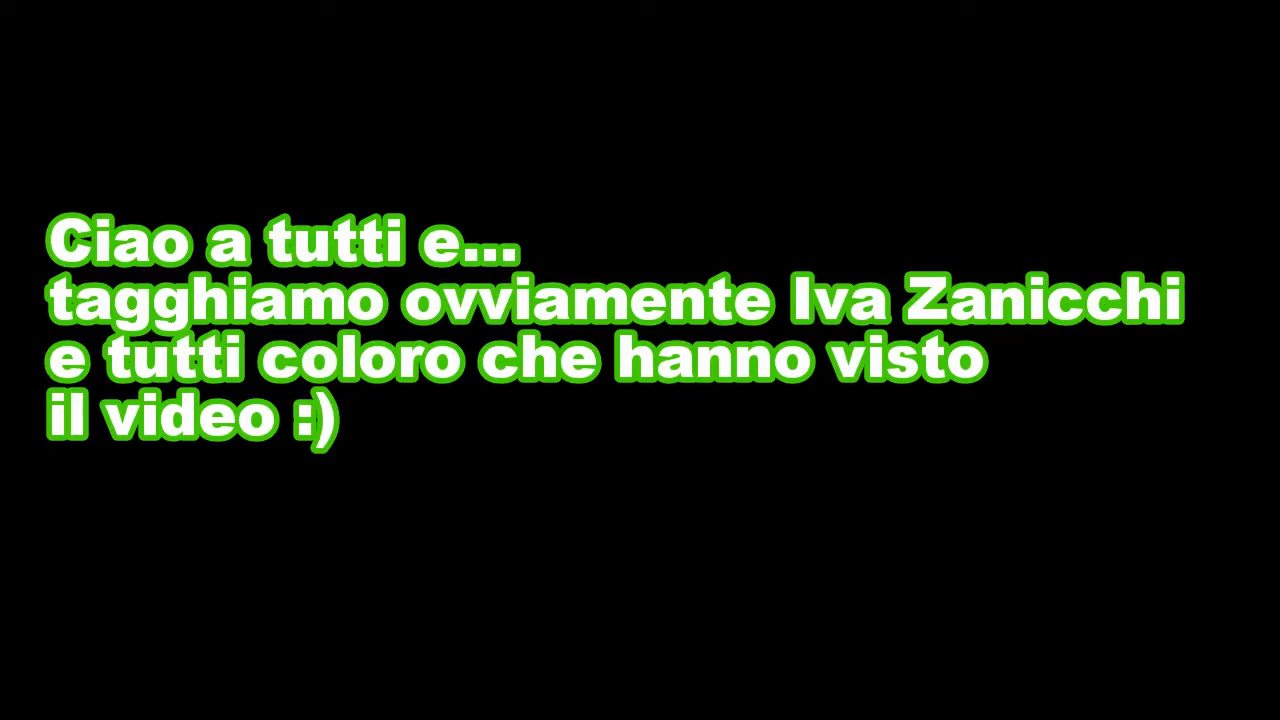 Ciao a tutti e...
tagghiamo ovviamente Iva Zanicchi
e tutti coloro che hanno visto
il video :)